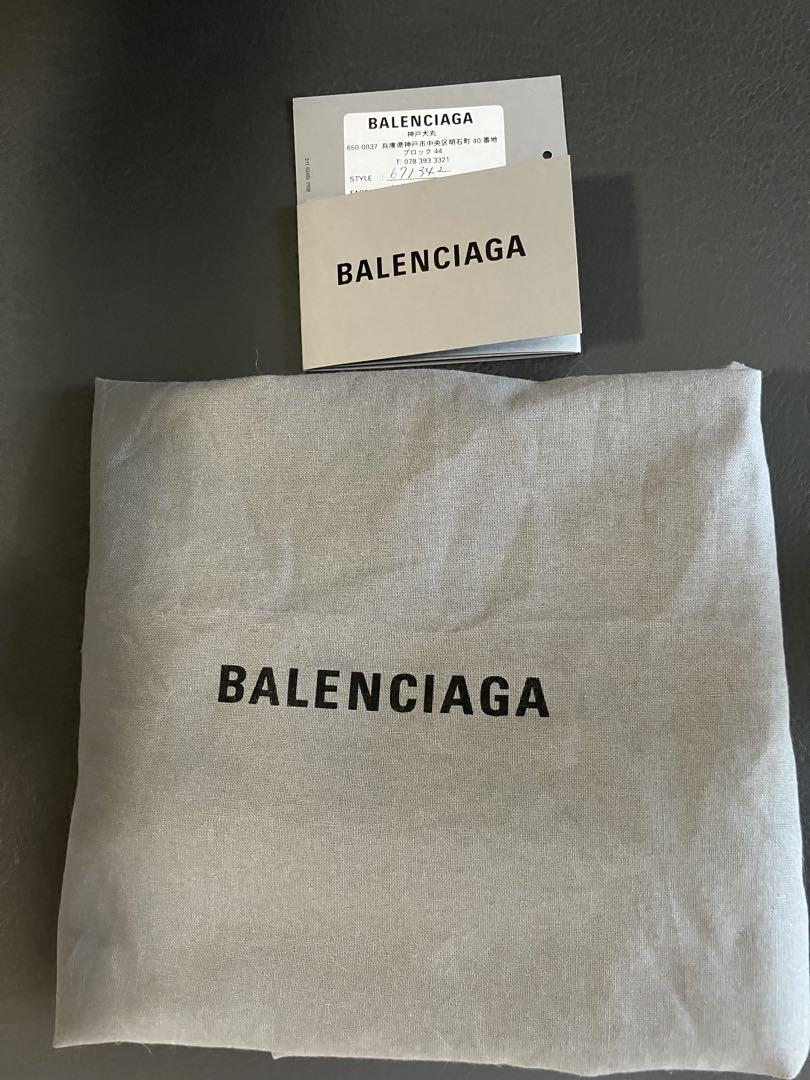 BALENCIAGA
神戸大丸
650-0037 兵庫県神戸市中央区明石町 40 番地
ブロック 44
T: 078 393 3321
STYLE : 671342
BALENCIAGA
BALENCIAGA